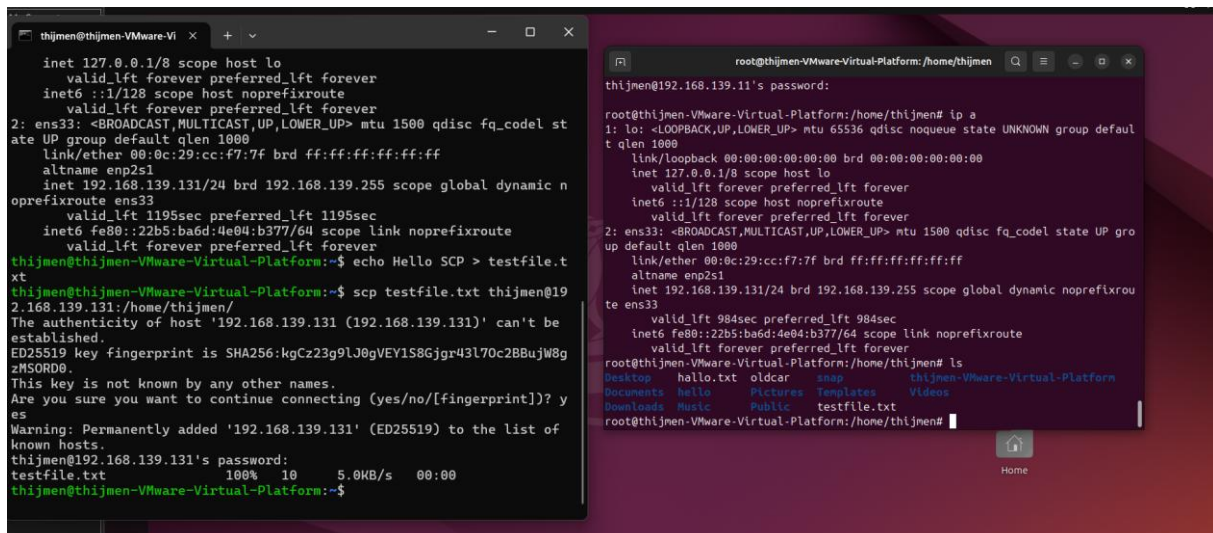 thijmen@thijmen-VMware-Vi
inet 127.0.0.1/8 scope host lo
valid_lft forever preferred_lft forever
inet6 ::1/128 scope host noprefixroute
valid_lft forever preferred_lft forever
2: ens33: <BROADCAST,MULTICAST,UP,LOWER_UP> mtu 1500 qdisc fq_codel st
ate UP group default qlen 1000
link/ether 00:0c:29:cc:f7:7f brd ff:ff:ff:ff:ff:ff
altname enp2s1
inet 192.168.139.131/24 brd 192.168.139.255 scope global dynamic n
oprefixroute ens33
valid_lft 1195sec preferred_lft 1195sec
inet6 fe80::22b5:ba6d:4e04:b377/64 scope link noprefixroute
valid_lft forever preferred_lft forever
thijmen@thijmen-VMware-Virtual-Platform:~$ echo Hello SCP > testfile.t
xt
thijmen@thijmen-VMware-Virtual-Platform:~$ scp testfile.txt thijmen@19
2.168.139.131:/home/thijmen/
The authenticity of host '192.168.139.131 (192.168.139.131)' can't be
established.
ED25519 key fingerprint is SHA256:kgCz23g9lJ0gVEY1S8Gjgr43l7Oc2BBujW8g
zMSORD0.
This key is not known by any other names.
Are you sure you want to continue connecting (yes/no/[fingerprint])? y
es
Warning: Permanently added '192.168.139.131' (ED25519) to the list of
known hosts.
thijmen@192.168.139.131's password:
testfile.txt 100% 10 5.0KB/s 00:00
thijmen@thijmen-VMware-Virtual-Platform:~$
root@thijmen-VMware-Virtual-Platform: /home/thijmen
thijmen@192.168.139.11's password:
root@thijmen-VMware-Virtual-Platform:/home/thijmen# ip a
1: lo: <LOOPBACK,UP,LOWER_UP> mtu 65536 qdisc noqueue state UNKNOWN group defaul
t qlen 1000
link/loopback 00:00:00:00:00:00 brd 00:00:00:00:00:00
inet 127.0.0.1/8 scope host lo
valid_lft forever preferred_lft forever
inet6 ::1/128 scope host noprefixroute
valid_lft forever preferred_lft forever
2: ens33: <BROADCAST,MULTICAST,UP,LOWER_UP> mtu 1500 qdisc fq_codel state UP gro
up default qlen 1000
link/ether 00:0c:29:cc:f7:7f brd ff:ff:ff:ff:ff:ff
altname enp2s1
inet 192.168.139.131/24 brd 192.168.139.255 scope global dynamic noprefixrou
te ens33
valid_lft 984sec preferred_lft 984sec
inet6 fe80::22b5:ba6d:4e04:b377/64 scope link noprefixroute
valid_lft forever preferred_lft forever
root@thijmen-VMware-Virtual-Platform:/home/thijmen# ls
Desktop hallo.txt oldcar snap thijmen-VMware-Virtual-Platform
Documents hello Pictures Templates Videos
Downloads Music Public testfile.txt
root@thijmen-VMware-Virtual-Platform:/home/thijmen#
Home